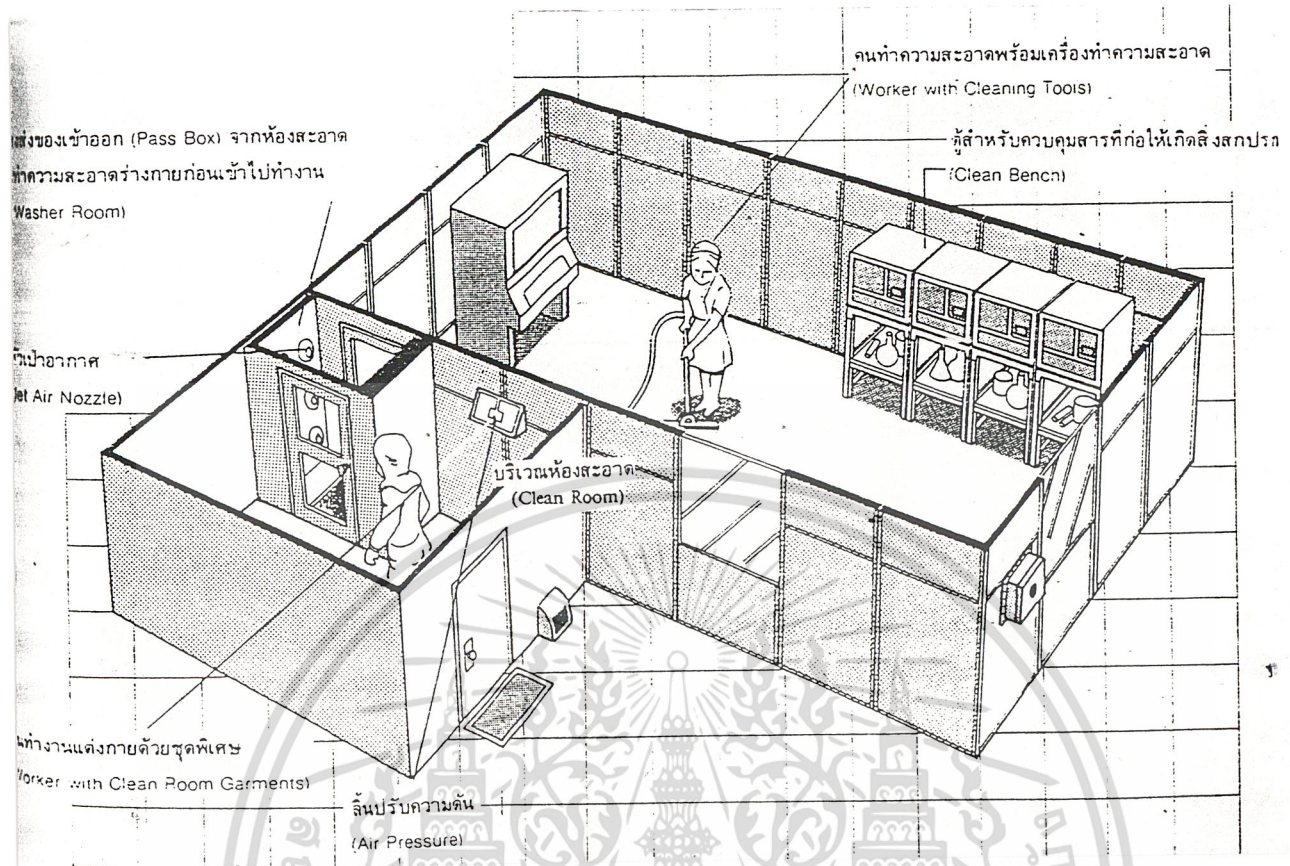 คนทำความสะอาดพร้อมเครื่องทำความสะอาด
(Worker with Cleaning Tools)
ส่งของเข้าออก (Pass Box) จากห้องสะอาด
ทำความสะอาดร่างกายก่อนเข้าไปทำงาน
Washer Room)
ตู้สำหรับควบคุมสารที่ก่อให้เกิดสิ่งสกปรก
(Clean Bench)
เป่าอากาศ
Jet Air Nozzle)
บริเวณห้องสะอาด
(Clean Room)
ทำงานแต่งกายด้วยชุดพิเศษ
Worker with Clean Room Garments)
ลิ้นปรับความดัน
(Air Pressure)